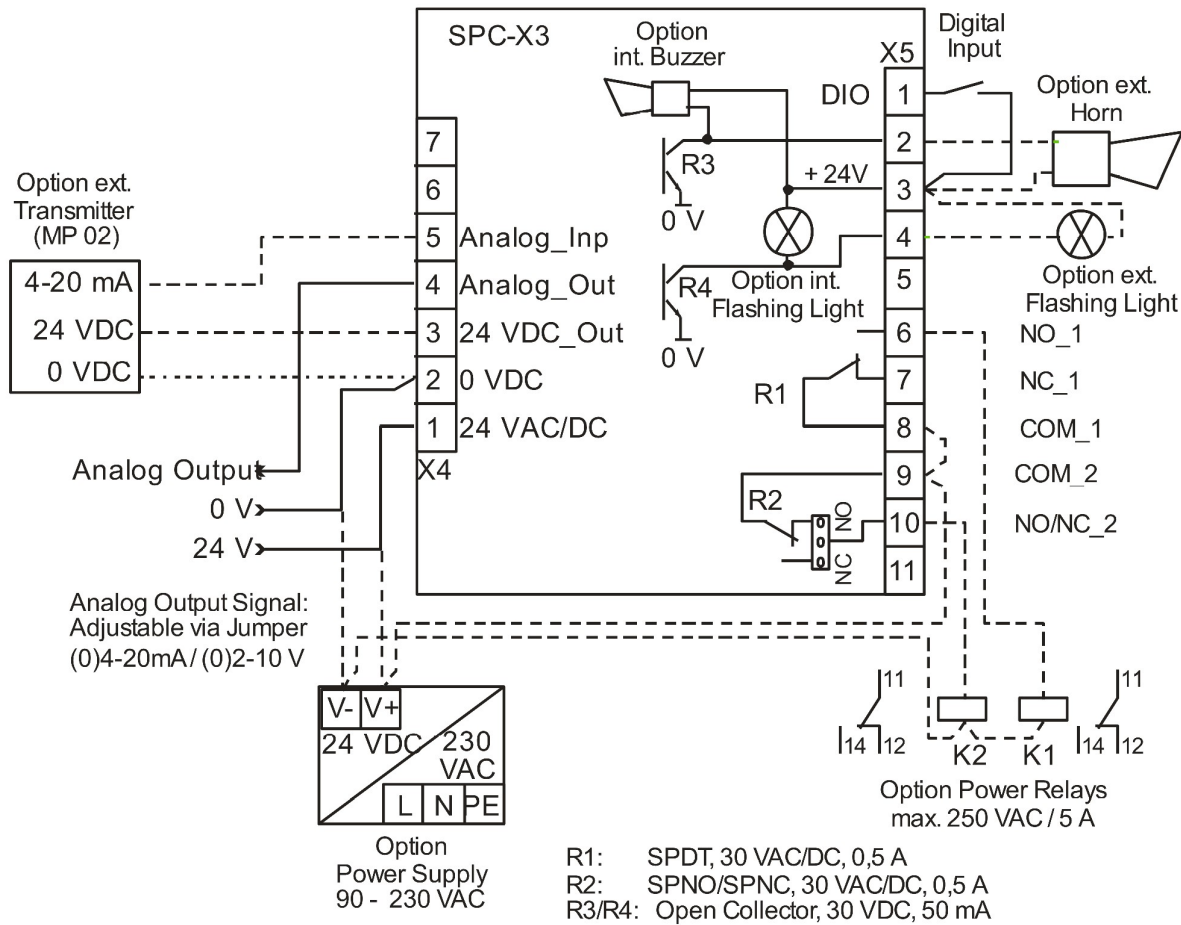 SPC-X3
Option
int. Buzzer
Digital
Input
X5
DIO
1
2
3
4
5
6
7
8
9
10
11
Option ext.
Horn
R3
+ 24V
0 V
R4
Option int.
Flashing Light
0 V
Option ext.
Flashing Light
NO_1
NC_1
COM_1
COM_2
NO/NC_2
R1
R2
NO
NC
7
6
5 Analog_Inp
4 Analog_Out
3 24 VDC_Out
2 0 VDC
1 24 VAC/DC
X4
Option ext.
Transmitter
(MP 02)
4-20 mA
24 VDC
0 VDC
Analog Output
0 V
24 V
Analog Output Signal:
Adjustable via Jumper
(0)4-20mA / (0)2-10 V
V- V+
24 VDC
230
VAC
L N PE
Option
Power Supply
90 - 230 VAC
11
14 12
K2
K1
11
14 12
Option Power Relays
max. 250 VAC / 5 A
R1: SPDT, 30 VAC/DC, 0,5 A
R2: SPNO/SPNC, 30 VAC/DC, 0,5 A
R3/R4: Open Collector, 30 VDC, 50 mA